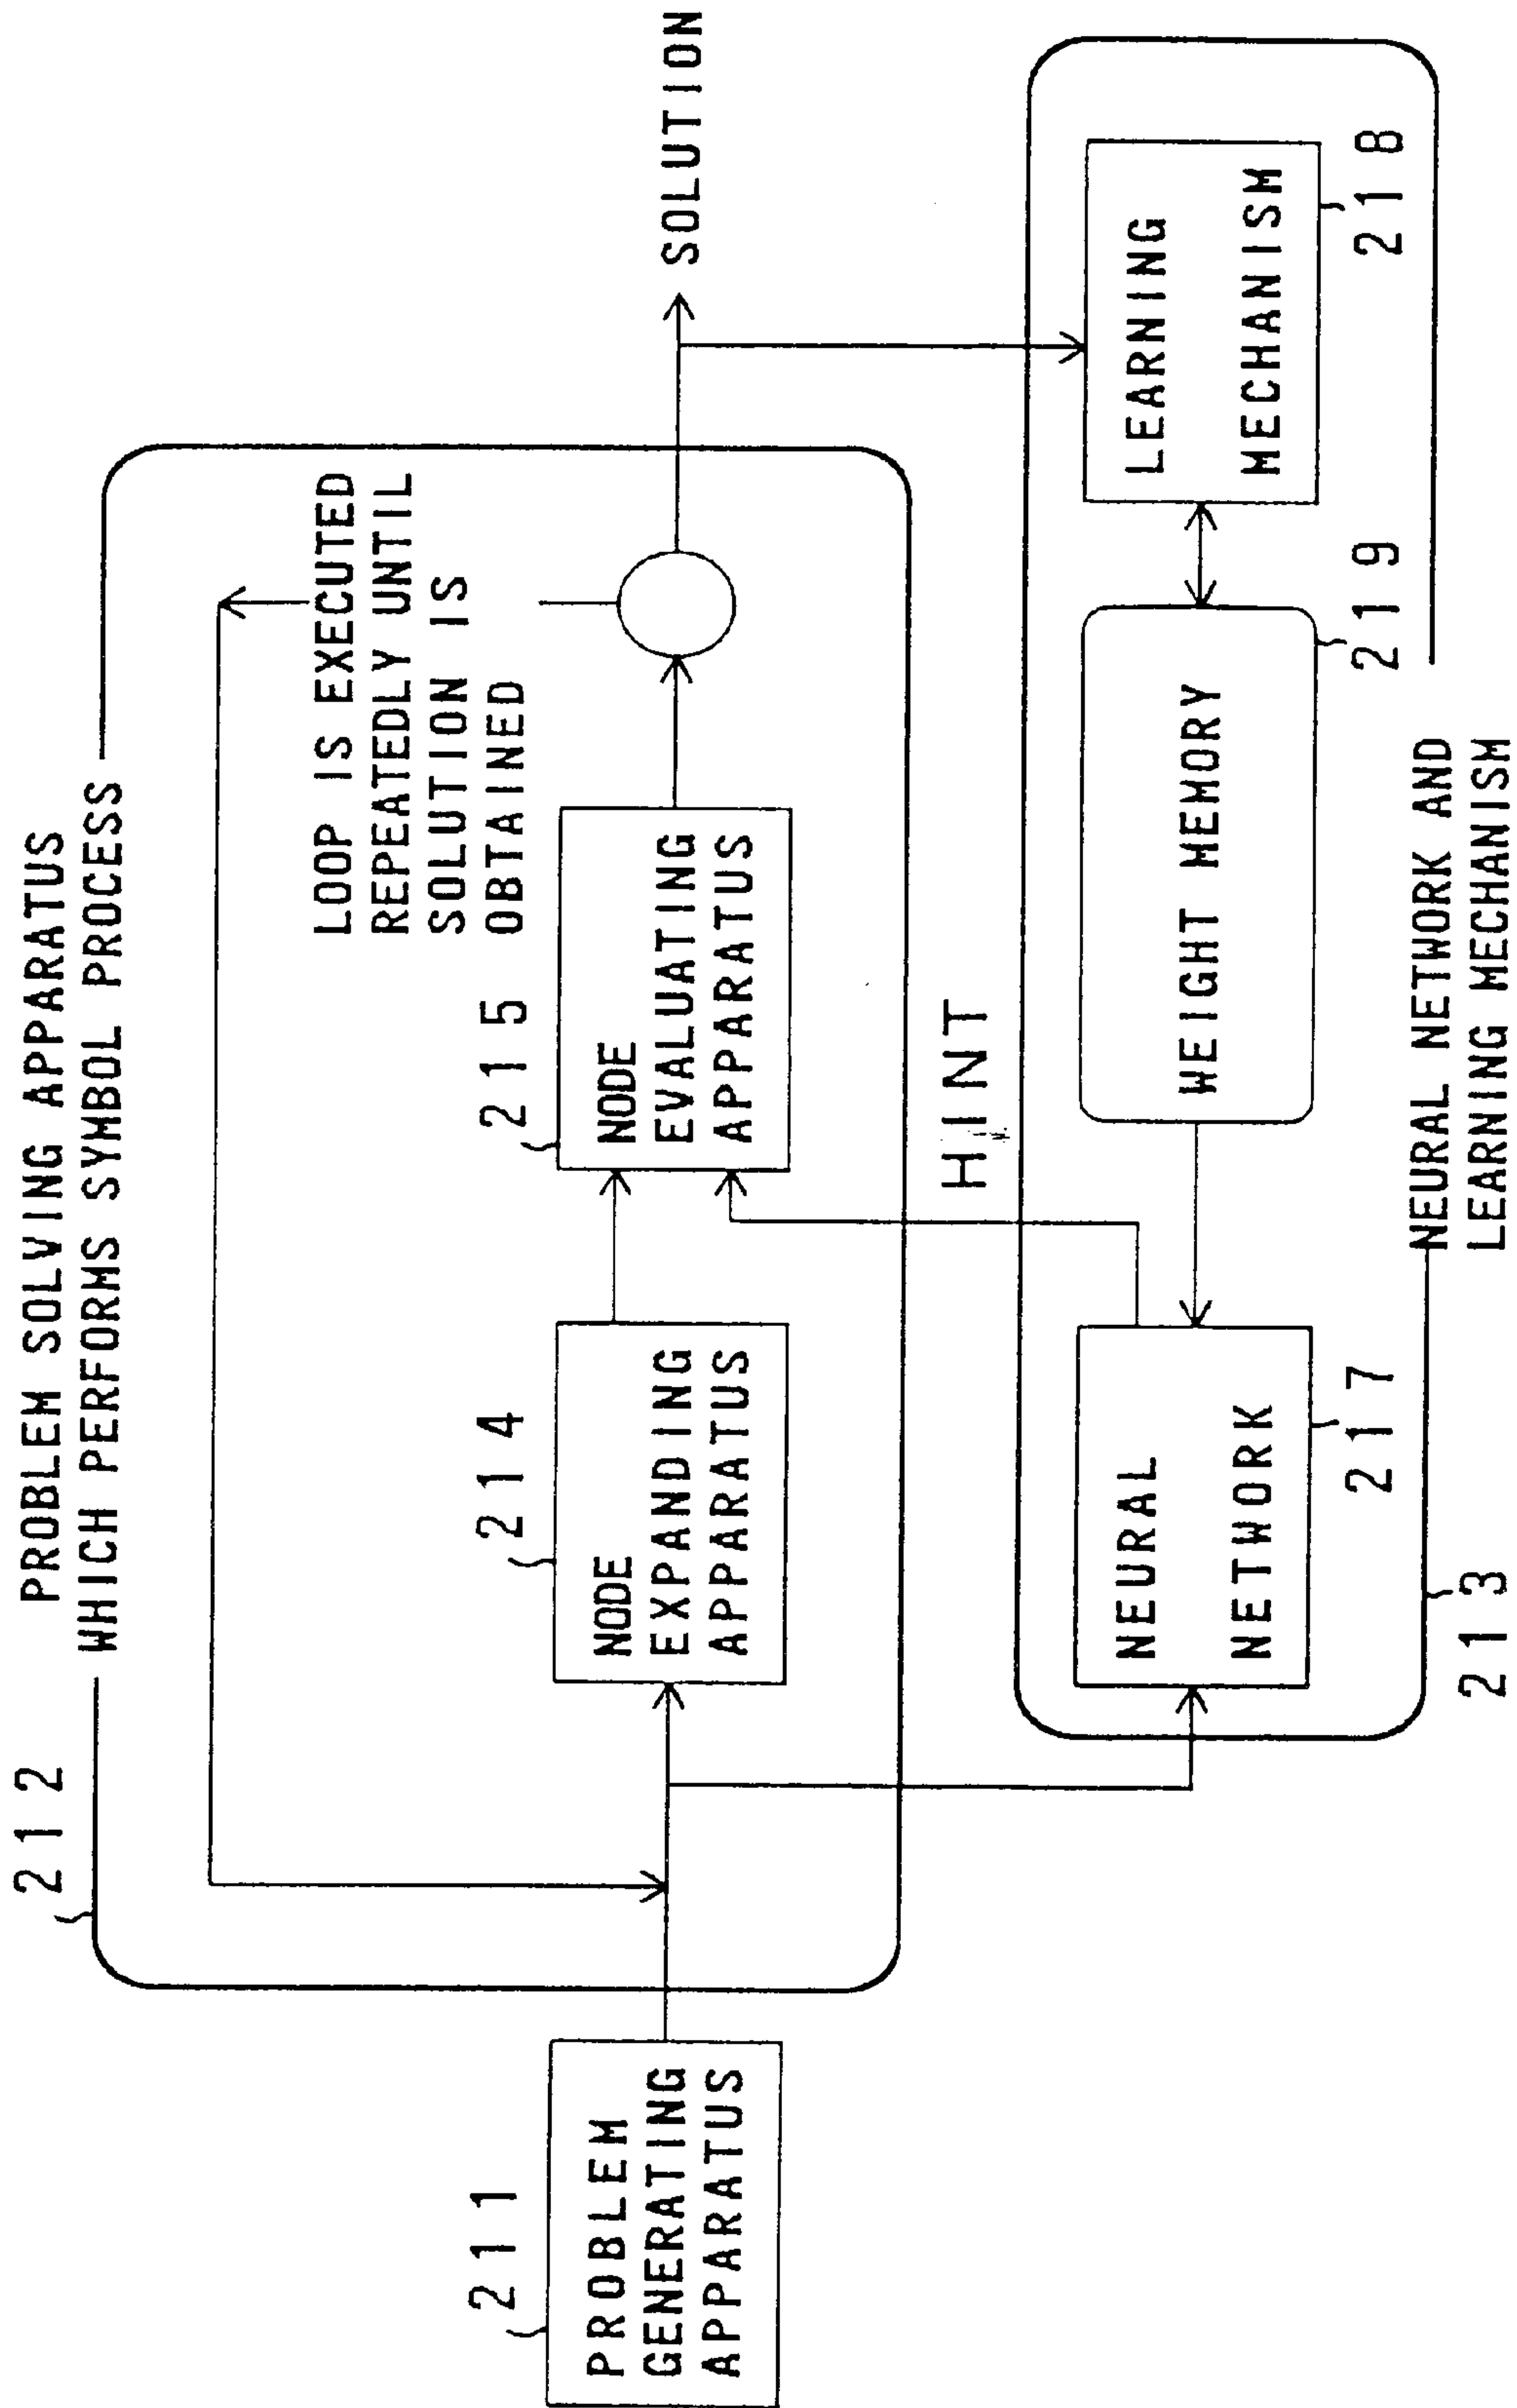 212
PROBLEM SOLVING APPARATUS
WHICH PERFORMS SYMBOL PROCESS
LOOP IS EXECUTED
REPEATEDLY UNTIL
SOLUTION IS
OBTAINED
211
PROBLEM
GENERATING
APPARATUS
214
NODE
EXPANDING
APPARATUS
215
NODE
EVALUATING
APPARATUS
SOLUTION
HINT
NEURAL
NETWORK
217
WEIGHT MEMORY
219
LEARNING
MECHANISM
218
213
NEURAL NETWORK AND
LEARNING MECHANISM